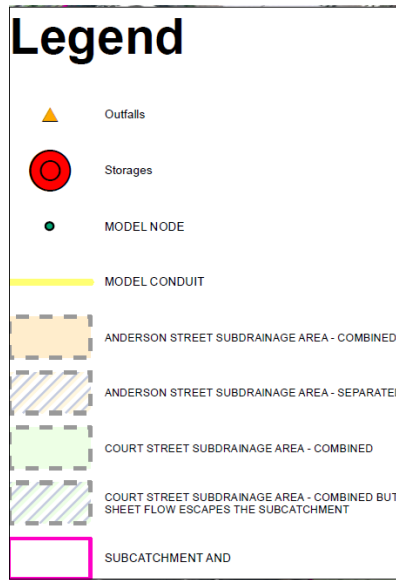 Legend
Outfalls
Storages
MODEL NODE
MODEL CONDUIT
ANDERSON STREET SUBDRAINAGE AREA - COMBINED
ANDERSON STREET SUBDRAINAGE AREA - SEPARATE
COURT STREET SUBDRAINAGE AREA - COMBINED
COURT STREET SUBDRAINAGE AREA - COMBINED BUT
SHEET FLOW ESCAPES THE SUBCATCHMENT
SUBCATCHMENT AND